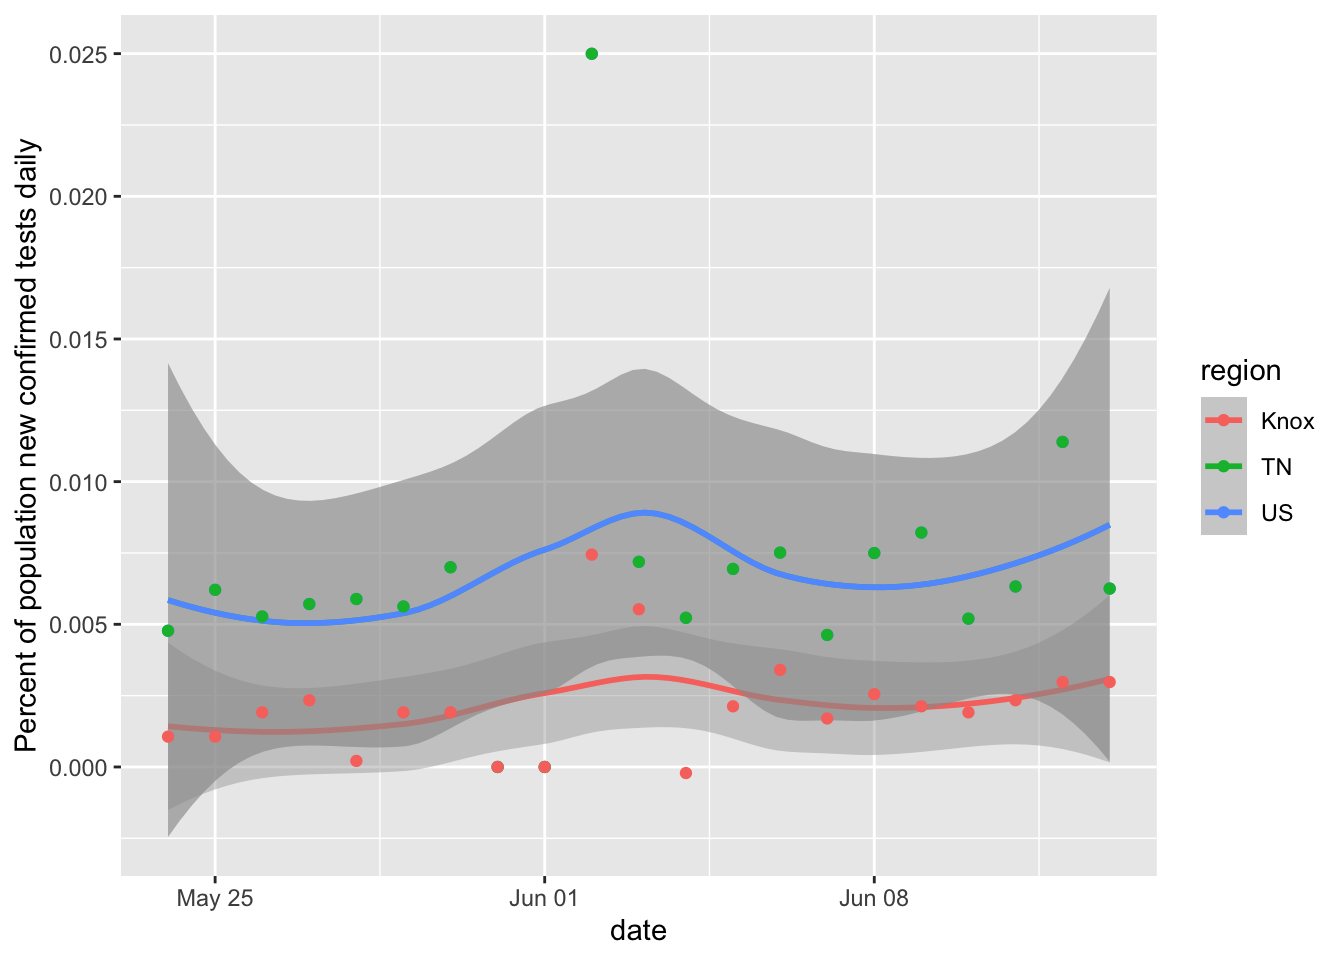 Percent of population new confirmed tests daily
0.025
0.020
0.015
0.010
0.005
0.000
May 25
Jun 01
Jun 08
date
region
Knox
TN
US